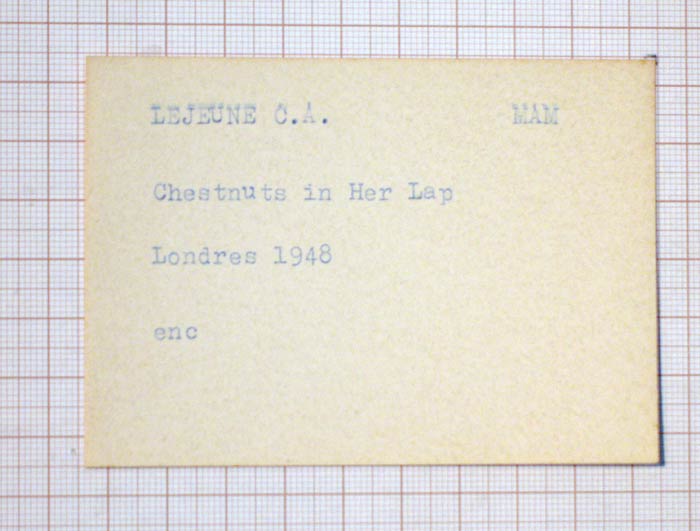 LEJEUNE C.A. MAM
Chestnuts in Her Lap
Londres 1948
enc